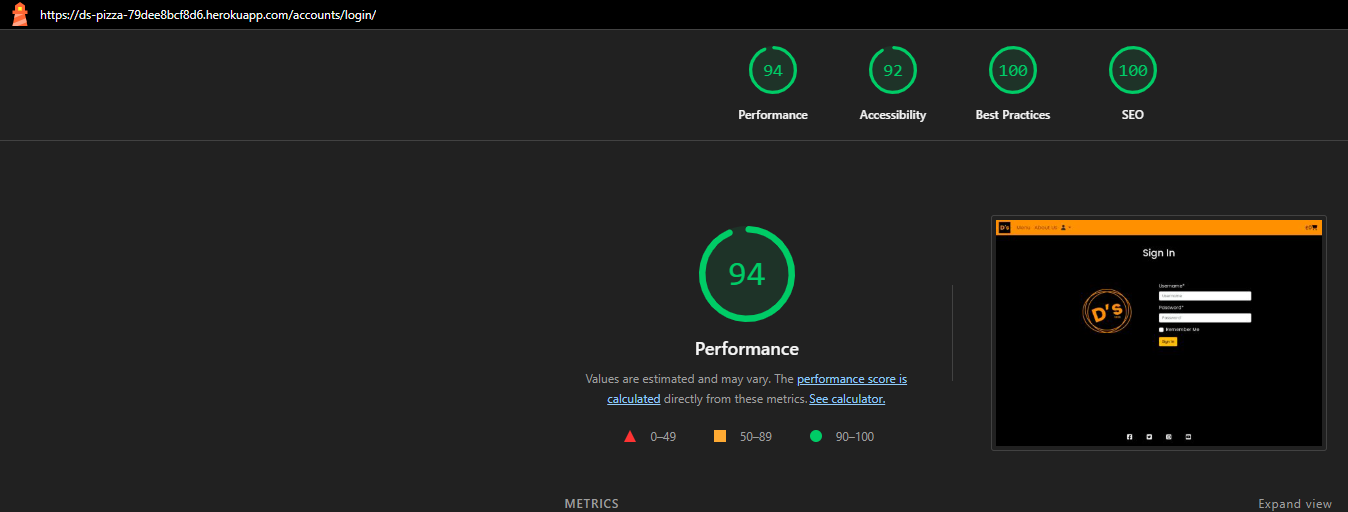 https://ds-pizza-79dee8bcf8d6.herokuapp.com/accounts/login/
94
92
100
100
Performance
Accessibility
Best Practices
SEO
94
Performance
Values are estimated and may vary. The performance score is
calculated directly from these metrics. See calculator.
0–49
50–89
90–100
D's
Menu About Us
Sign In
Username*
Username
Password*
Password
Remember Me
Sign In
D's
METRICS
Expand view